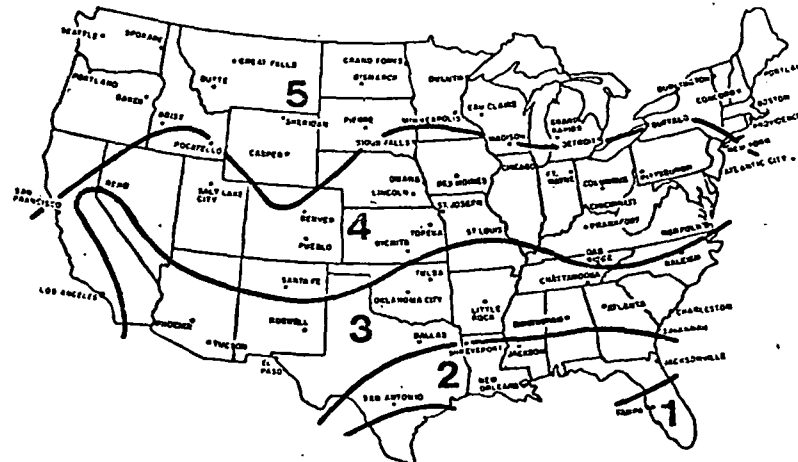 SEATTLE
SPOKANE
PORTLAND
BAKER
GREAT FALLS
BUTTE
5
BOISE
POCATELLO
SHERIDAN
CASPER
GRAND FORKS
BISMARCK
PIERRE
SIOUX FALLS
DULUTH
MINNEAPOLIS
EAU CLAIRE
MADISON
GRAND
RAPIDS
DETROIT
BURLINGTON
CONCORD
PORTLAND
BOSTON
PROVIDENCE
BUFFALO
NEW YORK
ATLANTIC CITY
PITTSBURGH
SAN
FRANCISCO
RENO
SALT LAKE
CITY
DENVER
PUEBLO
4
OMAHA
LINCOLN
DES MOINES
ST. JOSEPH
TOPEKA
WICHITA
ST LOUIS
CHICAGO
FT.
WAYNE
COLUMBUS
CINCINNATI
FRANKFORT
NORFOLK
RALEIGH
OAK
RIDGE
CHATTANOOGA
LOS ANGELES
PHOENIX
TUCSON
SANTA FE
ROSWELL
EL
PASO
TULSA
OKLAHOMA CITY
3
DALLAS
LITTLE
ROCK
BIRMINGHAM
ATLANTA
CHARLESTON
SAVANNAH
SHREVEPORT
JACKSON
JACKSONVILLE
2
NEW
ORLEANS
SAN ANTONIO
TAMPA
1